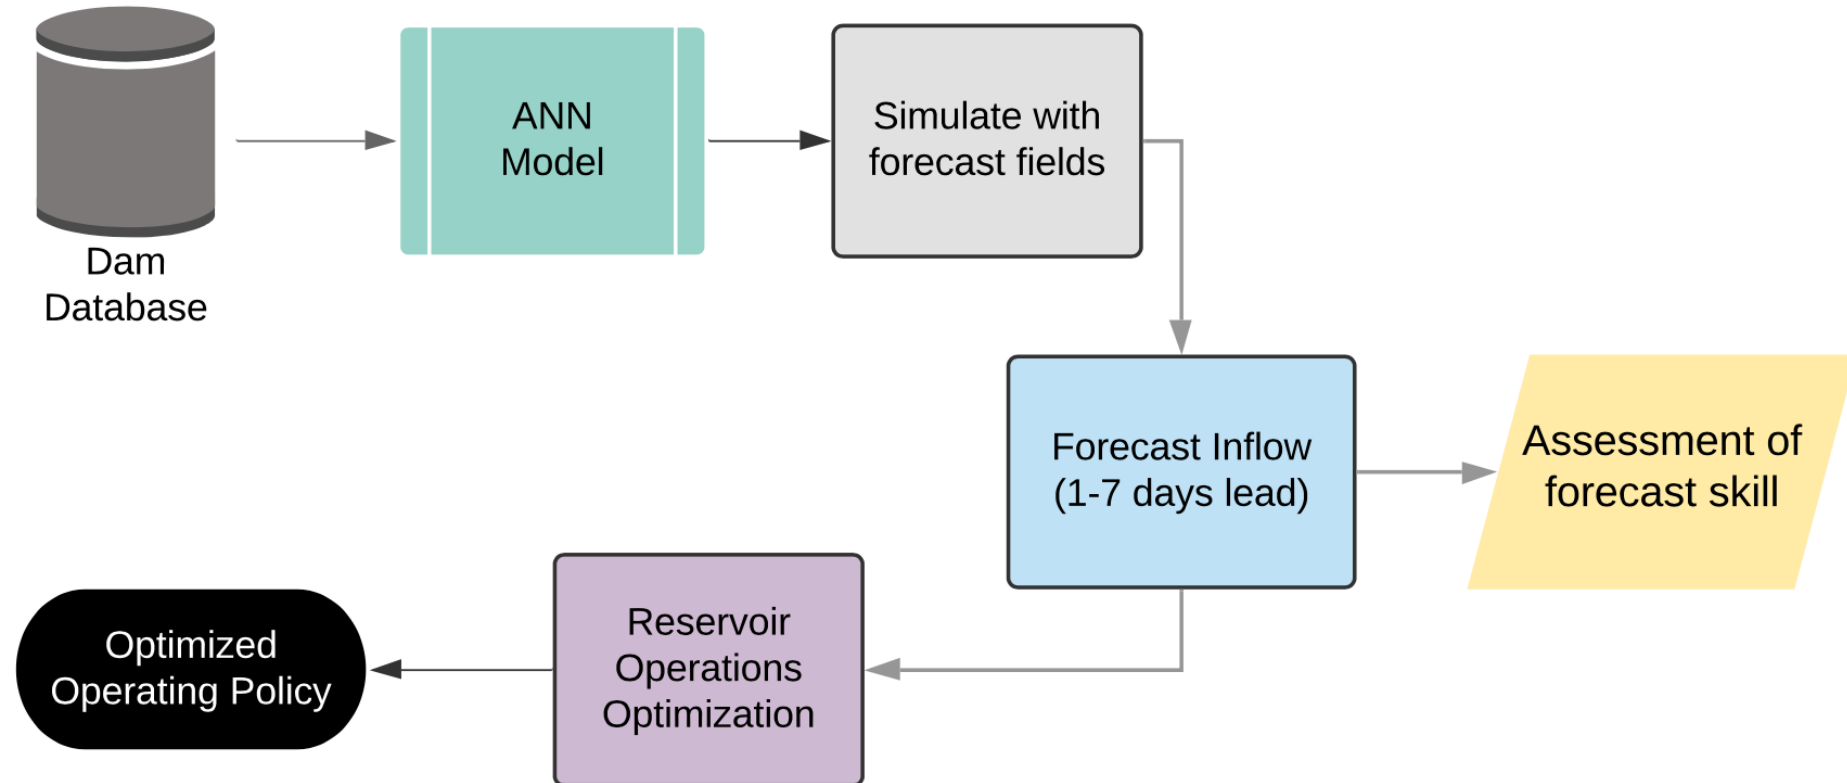 Dam
Database
ANN
Model
Simulate with
forecast fields
Forecast Inflow
(1-7 days lead)
Assessment of
forecast skill
Reservoir
Operations
Optimization
Optimized
Operating Policy